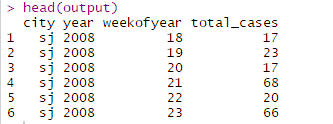 > head(output)
city year weekofyear total_cases
1 sj 2008 18 17
2 sj 2008 19 23
3 sj 2008 20 17
4 sj 2008 21 68
5 sj 2008 22 20
6 sj 2008 23 66